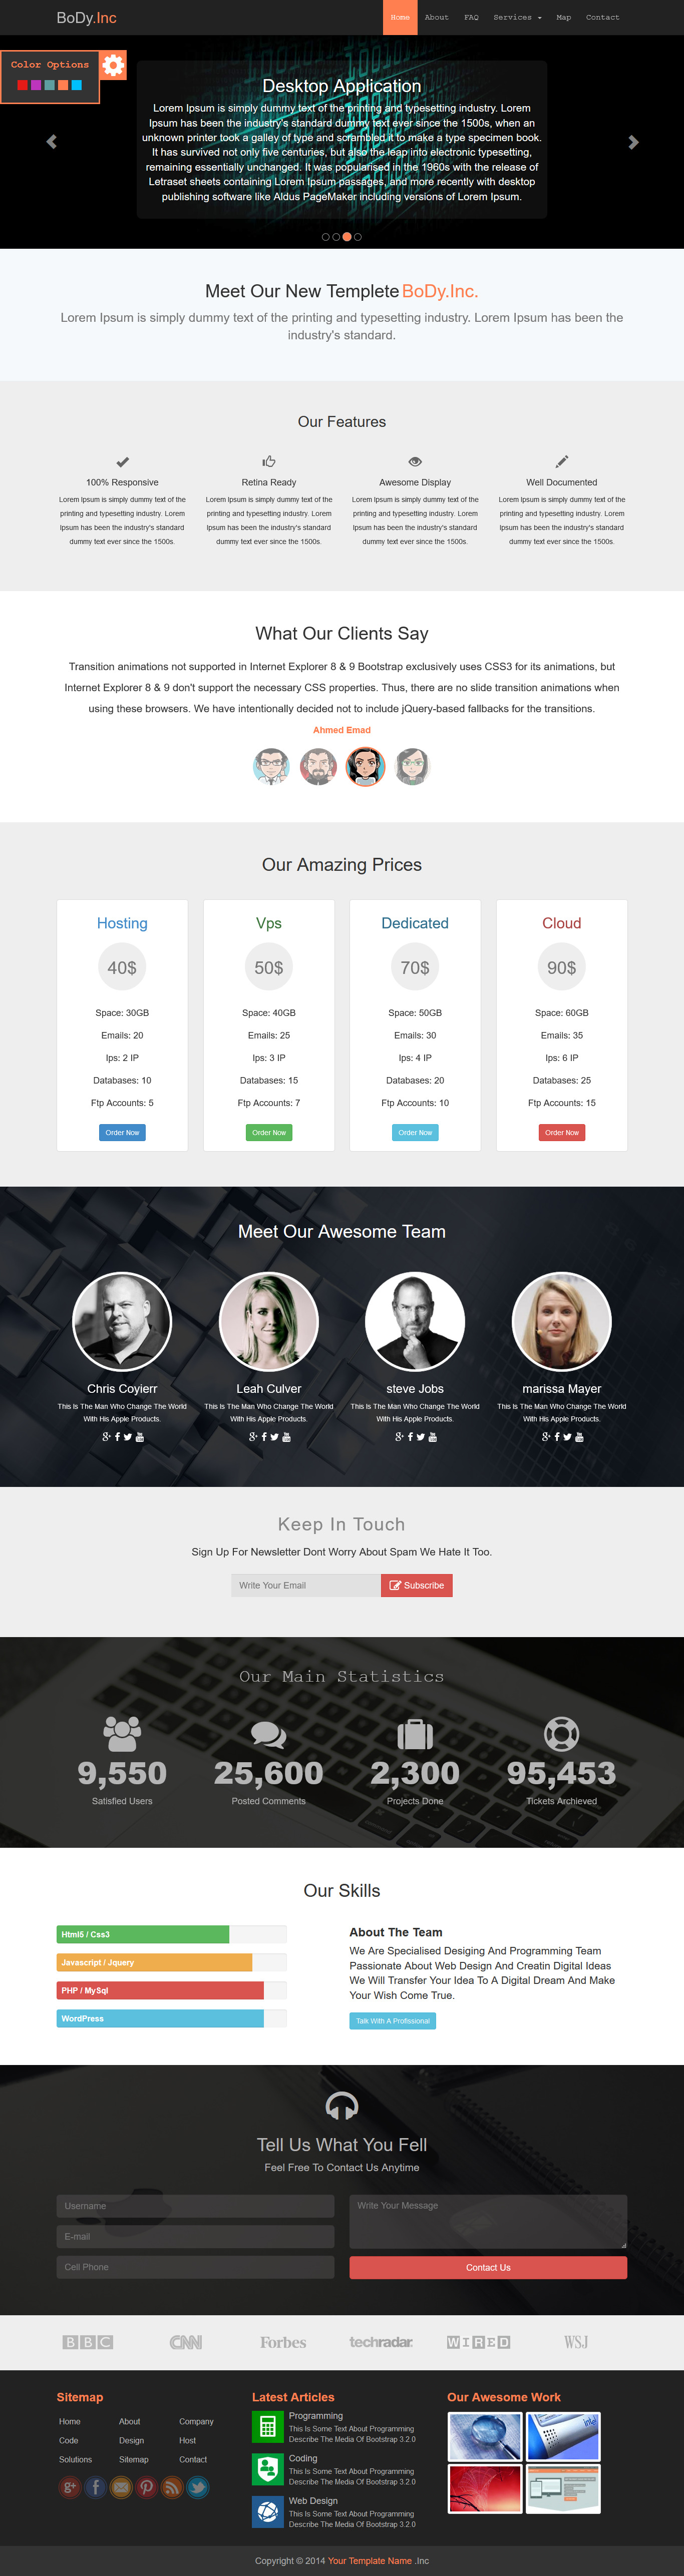 BoDy.Inc
Home About FAQ Services Map Contact
Color Options
Desktop Application
Lorem Ipsum is simply dummy text of the printing and typesetting industry. Lorem
Ipsum has been the industry's standard dummy text ever since the 1500s, when an
unknown printer took a galley of type and scrambled it to make a type specimen book.
It has survived not only five centuries, but also the leap into electronic typesetting,
remaining essentially unchanged. It was popularised in the 1960s with the release of
Letraset sheets containing Lorem Ipsum passages, and more recently with desktop
publishing software like Aldus PageMaker including versions of Lorem Ipsum.
Meet Our New Templete BoDy.Inc.
Lorem Ipsum is simply dummy text of the printing and typesetting industry. Lorem Ipsum has been the
industry's standard.
Our Features
100% Responsive
Lorem Ipsum is simply dummy text of the
printing and typesetting industry. Lorem
Ipsum has been the industry's standard
dummy text ever since the 1500s.
Retina Ready
Lorem Ipsum is simply dummy text of the
printing and typesetting industry. Lorem
Ipsum has been the industry's standard
dummy text ever since the 1500s.
Awesome Display
Lorem Ipsum is simply dummy text of the
printing and typesetting industry. Lorem
Ipsum has been the industry's standard
dummy text ever since the 1500s.
Well Documented
Lorem Ipsum is simply dummy text of the
printing and typesetting industry. Lorem
Ipsum has been the industry's standard
dummy text ever since the 1500s.
What Our Clients Say
Transition animations not supported in Internet Explorer 8 & 9 Bootstrap exclusively uses CSS3 for its animations, but
Internet Explorer 8 & 9 don't support the necessary CSS properties. Thus, there are no slide transition animations when
using these browsers. We have intentionally decided not to include jQuery-based fallbacks for the transitions.
Ahmed Emad
Our Amazing Prices
Hosting
40$
Space: 30GB
Emails: 20
Ips: 2 IP
Databases: 10
Ftp Accounts: 5
Order Now
Vps
50$
Space: 40GB
Emails: 25
Ips: 3 IP
Databases: 15
Ftp Accounts: 7
Order Now
Dedicated
70$
Space: 50GB
Emails: 30
Ips: 4 IP
Databases: 20
Ftp Accounts: 10
Order Now
Cloud
90$
Space: 60GB
Emails: 35
Ips: 6 IP
Databases: 25
Ftp Accounts: 15
Order Now
Meet Our Awesome Team
Chris Coyierr
This Is The Man Who Change The World
With His Apple Products.
Leah Culver
This Is The Man Who Change The World
With His Apple Products.
steve Jobs
This Is The Man Who Change The World
With His Apple Products.
marissa Mayer
This Is The Man Who Change The World
With His Apple Products.
Keep In Touch
Sign Up For Newsletter Dont Worry About Spam We Hate It Too.
Write Your Email
Subscribe
Our Main Statistics
9,550
Satisfied Users
25,600
Posted Comments
2,300
Projects Done
95,453
Tickets Archieved
Our Skills
Html5 / Css3
Javascript / Jquery
PHP / MySql
WordPress
About The Team
We Are Specialised Desiging And Programming Team
Passionate About Web Design And Creatin Digital Ideas
We Will Transfer Your Idea To A Digital Dream And Make
Your Wish Come True.
Talk With A Profissional
Tell Us What You Fell
Feel Free To Contact Us Anytime
Username
E-mail
Cell Phone
Write Your Message
Contact Us
BBC CNN Forbes techradar. WIRED WSJ
Sitemap
Home About Company
Code Design Host
Solutions Sitemap Contact
Latest Articles
Programming
This Is Some Text About Programming
Describe The Media Of Bootstrap 3.2.0
Coding
This Is Some Text About Programming
Describe The Media Of Bootstrap 3.2.0
Web Design
This Is Some Text About Programming
Describe The Media Of Bootstrap 3.2.0
Our Awesome Work
intel
Copyright © 2014 Your Template Name .Inc